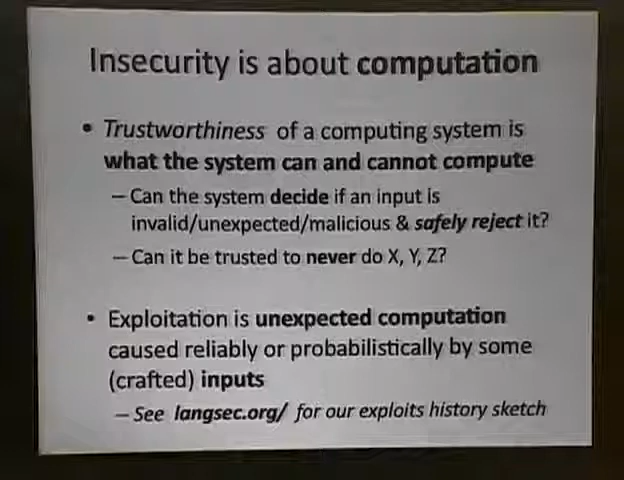 Insecurity is about computation
• Trustworthiness of a computing system is
what the system can and cannot compute
– Can the system decide if an input is
invalid/unexpected/malicious & safely reject it?
– Can it be trusted to never do X, Y, Z?
• Exploitation is unexpected computation
caused reliably or probabilistically by some
(crafted) inputs
– See langsec.org/ for our exploits history sketch